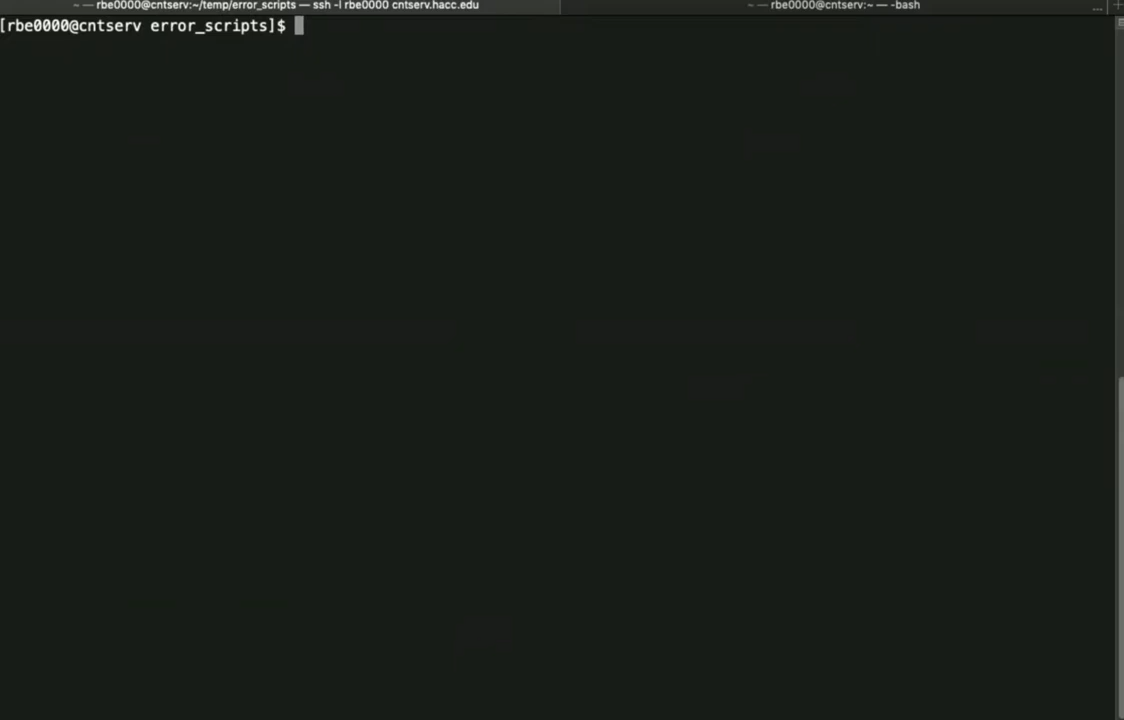 ~ — rbe0000@cntserv:~/temp/error_scripts — ssh -l rbe0000 cntserv.hacc.edu
~ — rbe0000@cntserv:~ — -bash
... +
[rbe0000@cntserv error_scripts]$